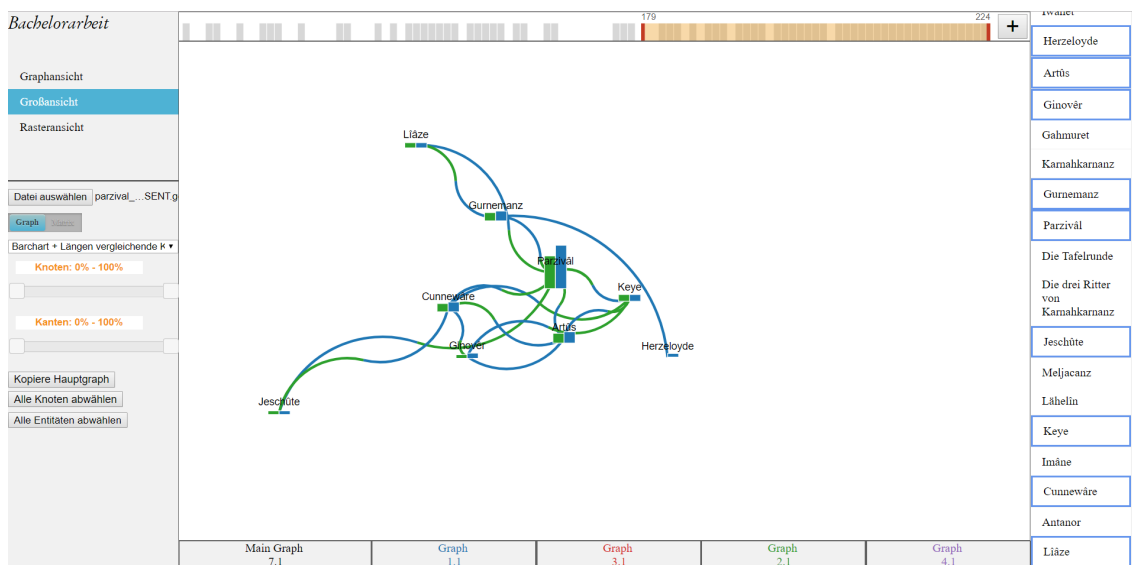 Bachelorarbeit
Graphansicht
Großansicht
Rasteransicht
Datei auswählen parzival_...SENT.g
Graph Matrix
Barchart + Längen vergleichende K
Knoten: 0% - 100%
Kanten: 0% - 100%
Kopiere Hauptgraph
Alle Knoten abwählen
Alle Entitäten abwählen
179
224
+
Lîâze
Gurnemanz
Parzivâl
Keye
Cunnewâre
Artûs
Ginovêr
Herzeloyde
Jeschûte
Main Graph
7.1
Graph
1.1
Graph
3.1
Graph
2.1
Graph
4.1
Herzeloyde
Artûs
Ginovêr
Gahmuret
Karnahkarnanz
Gurnemanz
Parzivâl
Die Tafelrunde
Die drei Ritter
von
Karnahkarnanz
Jeschûte
Meljacanz
Lähelîn
Keye
Imâne
Cunnewâre
Antanor
Lîâze